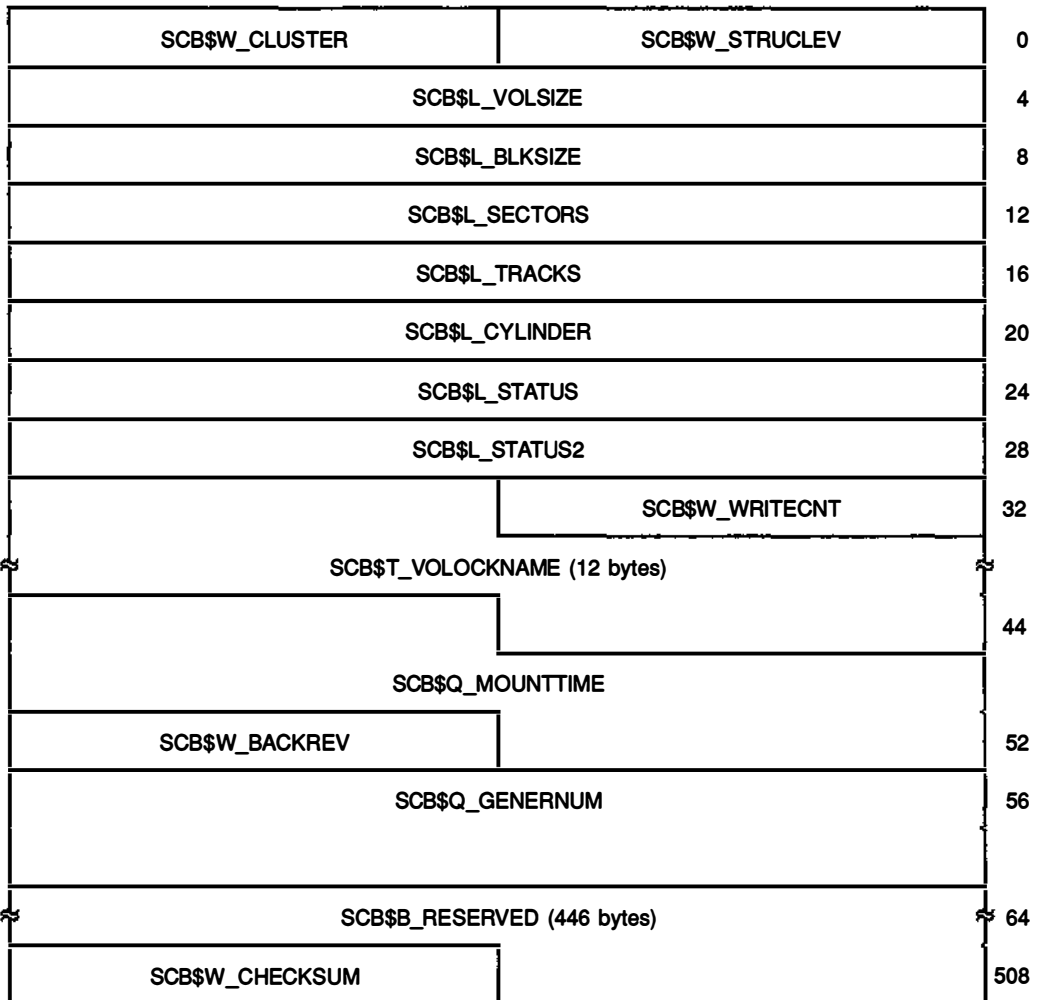 SCB$W_CLUSTER SCB$W_STRUCLEV 0
SCB$L_VOLSIZE 4
SCB$L_BLKSIZE 8
SCB$L_SECTORS 12
SCB$L_TRACKS 16
SCB$L_CYLINDER 20
SCB$L_STATUS 24
SCB$L_STATUS2 28
SCB$W_WRITECNT 32
SCB$T_VOLOCKNAME (12 bytes)
44
SCB$Q_MOUNTTIME
SCB$W_BACKREV 52
SCB$Q_GENERNUM 56
SCB$B_RESERVED (446 bytes) 64
SCB$W_CHECKSUM 508